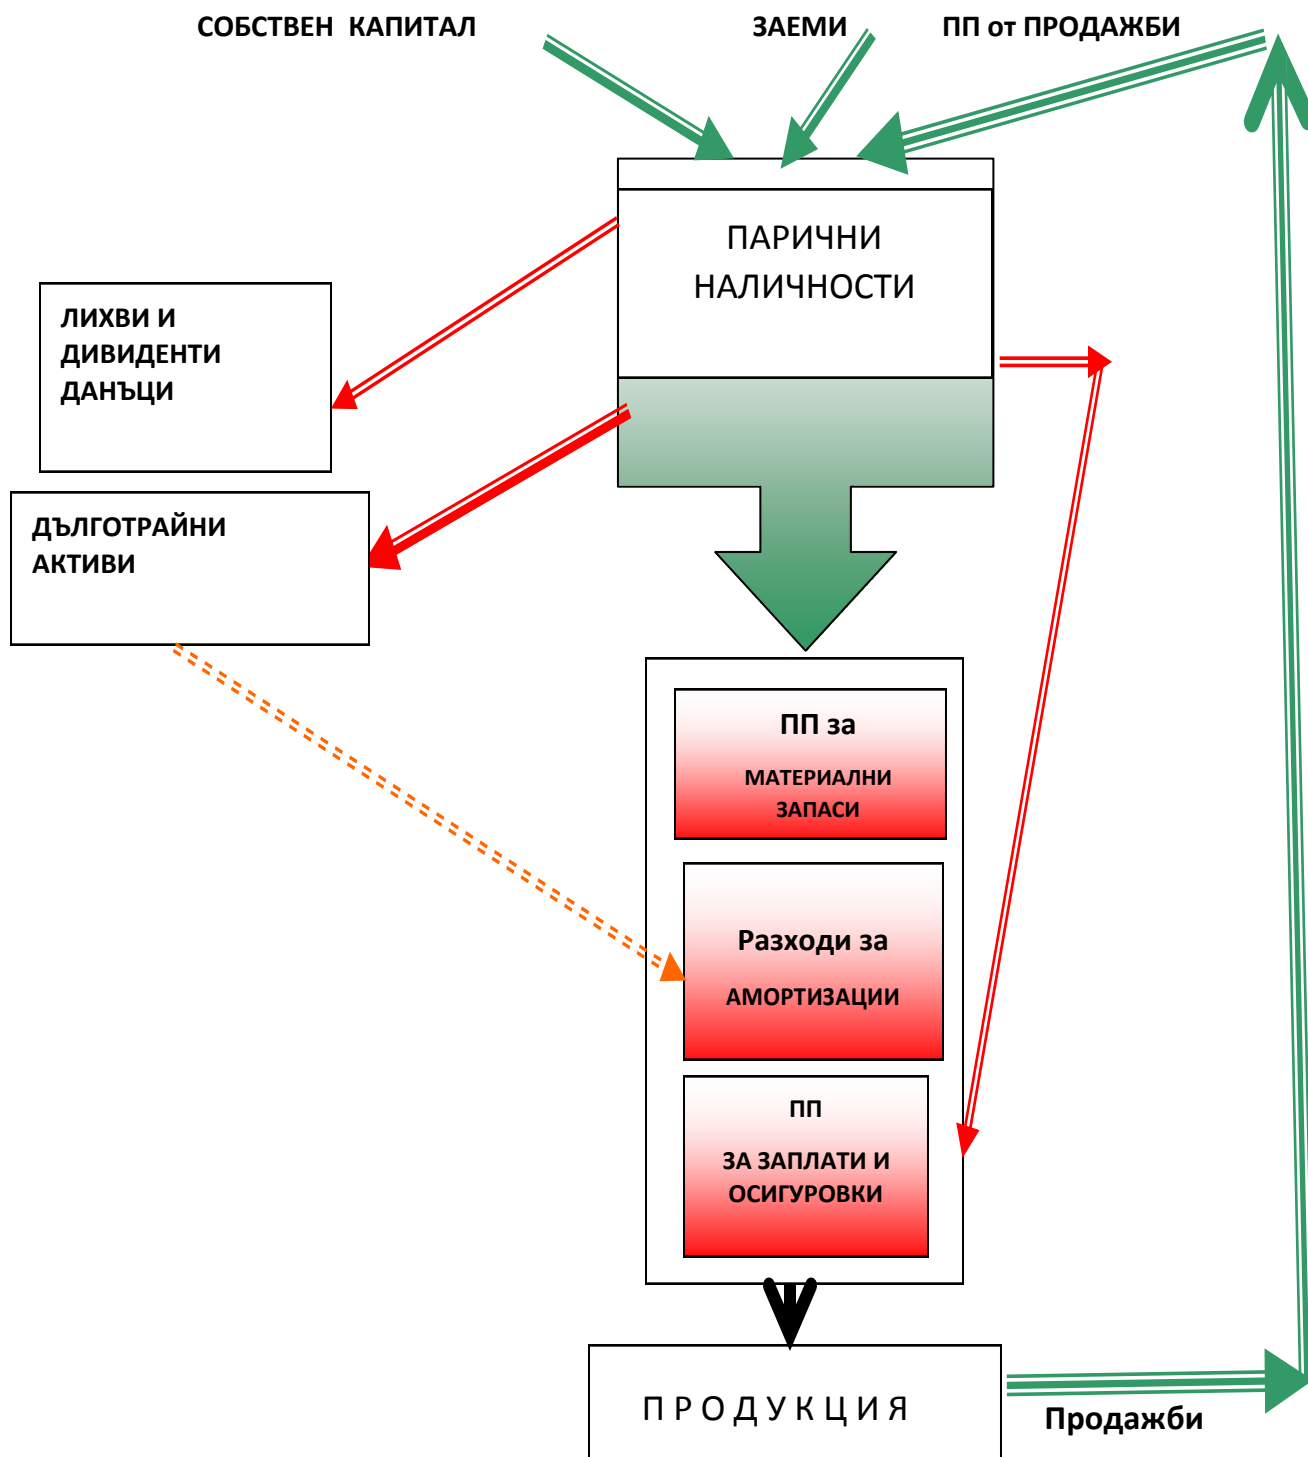 СОБСТВЕН КАПИТАЛ
ЗАЕМИ
ПП от ПРОДАЖБИ
ПАРИЧНИ
НАЛИЧНОСТИ
ЛИХВИ И
ДИВИДЕНТИ
ДАНЪЦИ
ДЪЛГОТРАЙНИ
АКТИВИ
ПП за
МАТЕРИАЛНИ
ЗАПАСИ
Разходи за
АМОРТИЗАЦИИ
ПП
ЗА ЗАПЛАТИ И
ОСИГУРОВКИ
П Р О Д У К Ц И Я
Продажби